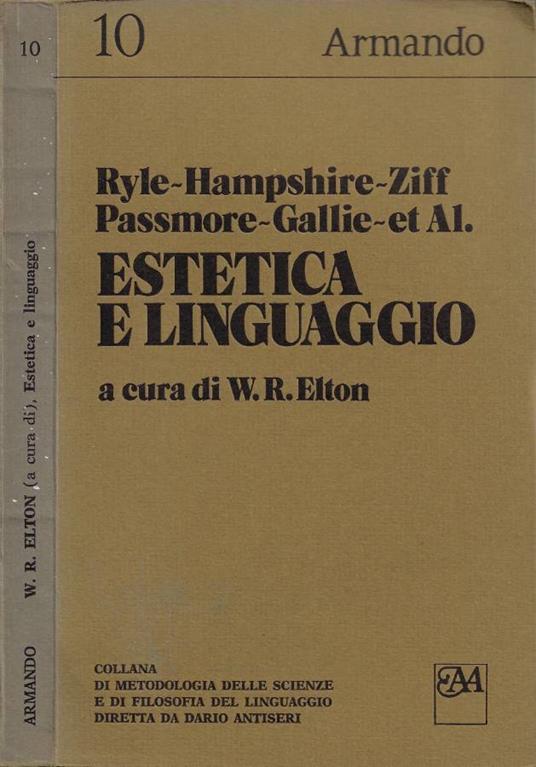 10
W. R. ELTON (a cura di), Estetica e linguaggio
ARMANDO
10 Armando
Ryle-Hampshire-Ziff
Passmore-Gallie-et Al.
ESTETICA
E LINGUAGGIO
a cura di W. R. Elton
COLLANA
DI METODOLOGIA DELLE SCIENZE
E DI FILOSOFIA DEL LINGUAGGIO
DIRETTA DA DARIO ANTISERI
EAA